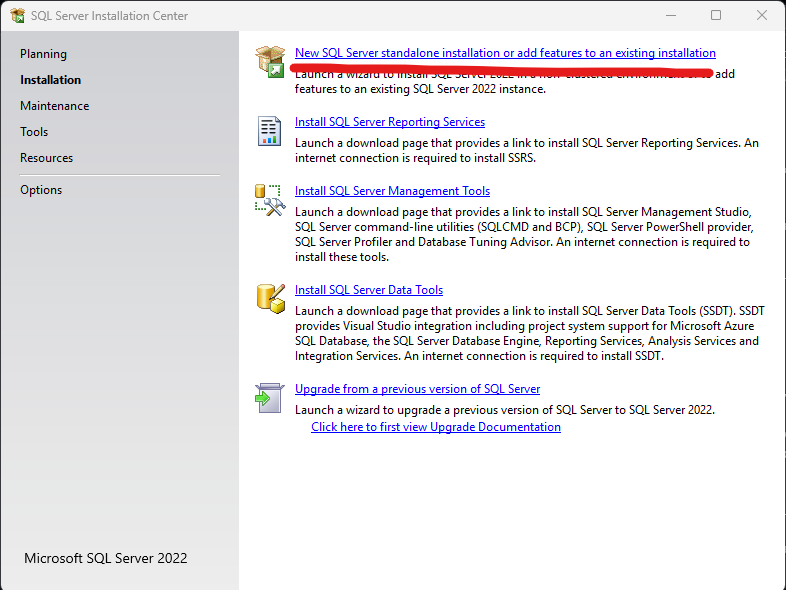 SQL Server Installation Center
Planning
Installation
Maintenance
Tools
Resources
Options
Microsoft SQL Server 2022
New SQL Server standalone installation or add features to an existing installation
Launch a wizard to install SQL Server 2022 in a non-clustered environment or to add
features to an existing SQL Server 2022 instance.
Install SQL Server Reporting Services
Launch a download page that provides a link to install SQL Server Reporting Services. An
internet connection is required to install SSRS.
Install SQL Server Management Tools
Launch a download page that provides a link to install SQL Server Management Studio,
SQL Server command-line utilities (SQLCMD and BCP), SQL Server PowerShell provider,
SQL Server Profiler and Database Tuning Advisor. An internet connection is required to
install these tools.
Install SQL Server Data Tools
Launch a download page that provides a link to install SQL Server Data Tools (SSDT). SSDT
provides Visual Studio integration including project system support for Microsoft Azure
SQL Database, the SQL Server Database Engine, Reporting Services, Analysis Services and
Integration Services. An internet connection is required to install SSDT.
Upgrade from a previous version of SQL Server
Launch a wizard to upgrade a previous version of SQL Server to SQL Server 2022.
Click here to first view Upgrade Documentation